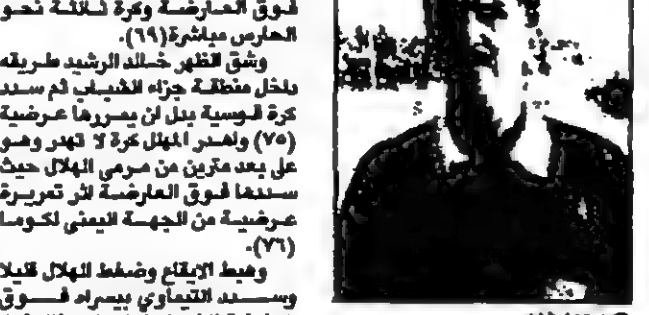 فوق العارضة وكرة ثالثة نحو
الحارس مباشرة (٦٩).
وشق الظهير خالد الرشيد طريقه
داخل منطقة جزاء الشباب ثم سدد
كرة قوسية بدل ان يمررها عرضية
(٧٥) واهدر المهلل كرة لا تهدر وهو
على بعد مترين من مرمى الهلال حيث
سددها فوق العارضة اثر تمريرة
عرضية من الجهة اليمنى لكوما
(٧٦).
وهبط الايقاع وضغط الهلال قليلا
وسدد التيماوي بيسراه فوق